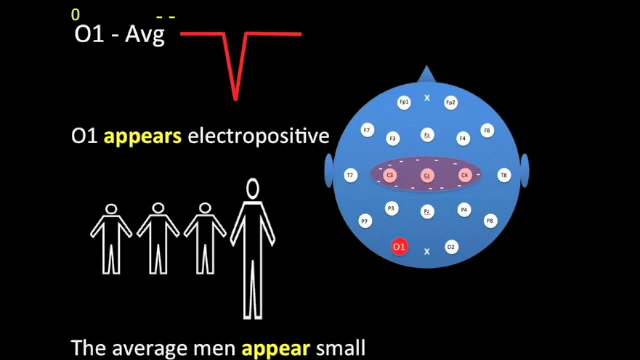 0 - -
O1 - Avg
O1 appears electropositive
Fp1 x Fp2
F7 F3 Fz F4 F8
T7 C3 Cz C4 T8
P7 P3 Pz P4 P8
O1 x O2
The average men appear small